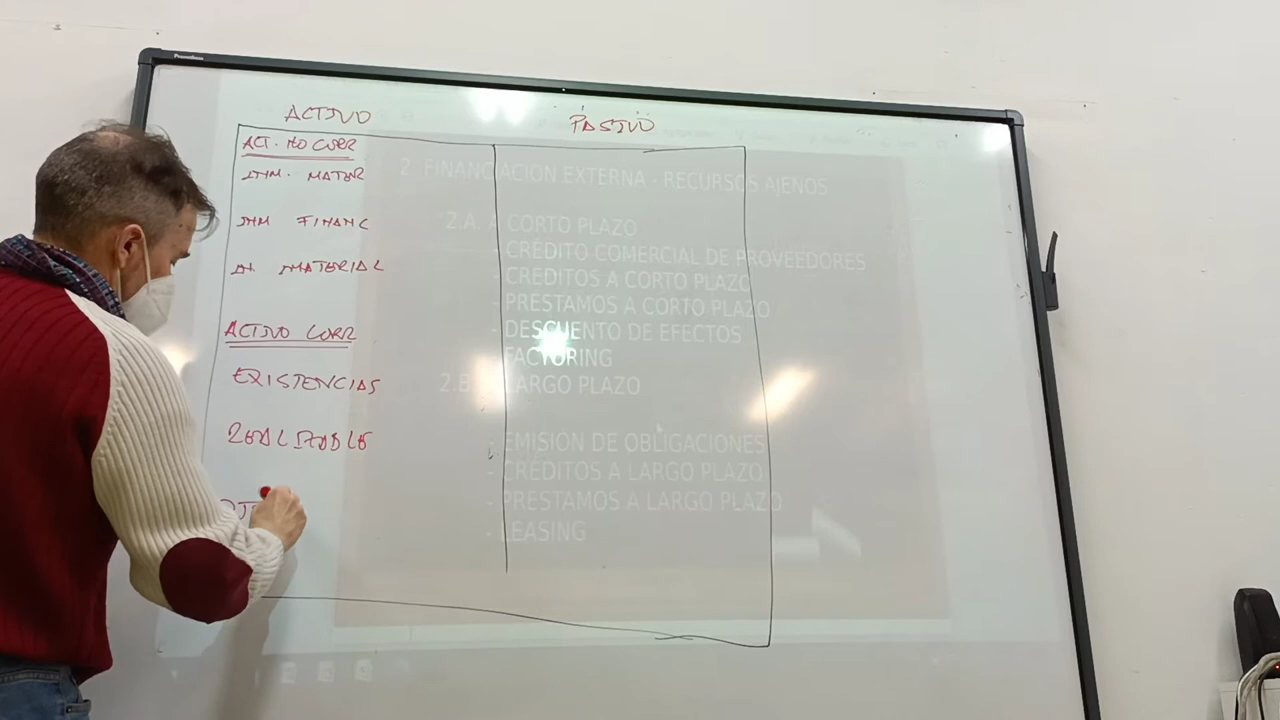 Promethean
ACTIVO
PASIVO
ACT. NO CORR
INM. MATER
INM FINANC
IN. MATERIAL
ACTIVO CORR
EXISTENCIAS
REALIZABLE
2. FINANCIACION EXTERNA - RECURSOS AJENOS
2.A. A CORTO PLAZO
- CREDITO COMERCIAL DE PROVEEDORES
- CREDITOS A CORTO PLAZO
- PRESTAMOS A CORTO PLAZO
- DESCUENTO DE EFECTOS
- FACTORING
2.B. A LARGO PLAZO
- EMISION DE OBLIGACIONES
- CREDITOS A LARGO PLAZO
- PRESTAMOS A LARGO PLAZO
- LEASING